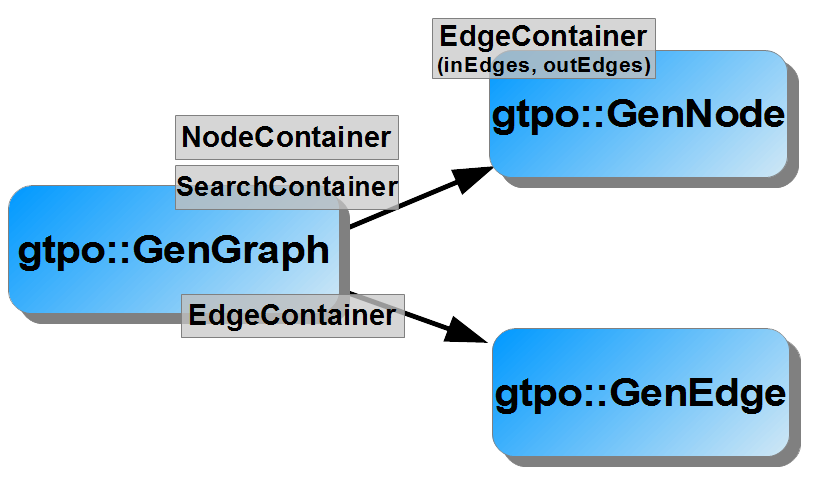 EdgeContainer
(inEdges, outEdges)
gtpo::GenNode
NodeContainer
SearchContainer
gtpo::GenGraph
EdgeContainer
gtpo::GenEdge